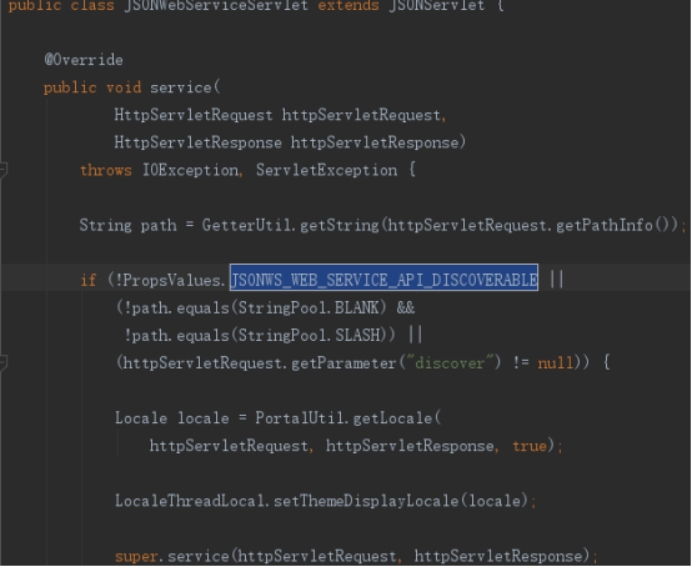 public class JSONWebServiceServlet extends JSONServlet {
@Override
public void service(
HttpServletRequest httpServletRequest,
HttpServletResponse httpServletResponse)
throws IOException, ServletException {
String path = GetterUtil.getString(httpServletRequest.getPathInfo());
if (!PropsValues.JSONWS_WEB_SERVICE_API_DISCOVERABLE ||
(!path.equals(StringPool.BLANK) &&
!path.equals(StringPool.SLASH)) ||
(httpServletRequest.getParameter("discover") != null)) {
Locale locale = PortalUtil.getLocale(
httpServletRequest, httpServletResponse, true);
LocaleThreadLocal.setThemeDisplayLocale(locale);
super.service(httpServletRequest, httpServletResponse);